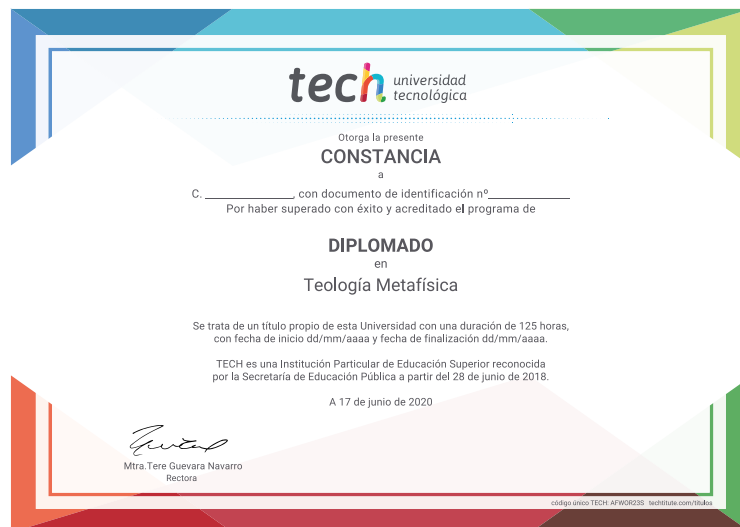 tech universidad
tecnológica
Otorga la presente
CONSTANCIA
a
C. ______________, con documento de identificación nº______________
Por haber superado con éxito y acreditado el programa de
DIPLOMADO
en
Teología Metafísica
Se trata de un título propio de esta Universidad con una duración de 125 horas,
con fecha de inicio dd/mm/aaaa y fecha de finalización dd/mm/aaaa.
TECH es una Institución Particular de Educación Superior reconocida
por la Secretaría de Educación Pública a partir del 28 de junio de 2018.
A 17 de junio de 2020
Mtra.Tere Guevara Navarro
Rectora
código único TECH: AFWOR23S techtitute.com/titulos